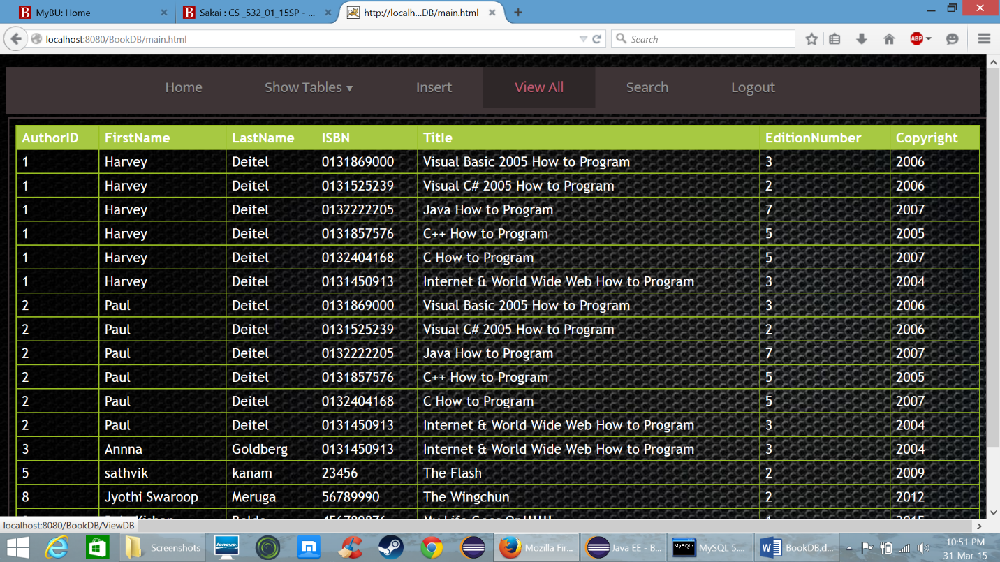 MyBU: Home
Sakai : CS _532_01_15SP - ...
http://localh...DB/main.html
localhost:8080/BookDB/main.html
Search
ABP
Home Show Tables ▾ Insert View All Search Logout
AuthorID FirstName LastName ISBN Title EditionNumber Copyright
1 Harvey Deitel 0131869000 Visual Basic 2005 How to Program 3 2006
1 Harvey Deitel 0131525239 Visual C# 2005 How to Program 2 2006
1 Harvey Deitel 0132222205 Java How to Program 7 2007
1 Harvey Deitel 0131857576 C++ How to Program 5 2005
1 Harvey Deitel 0132404168 C How to Program 5 2007
1 Harvey Deitel 0131450913 Internet & World Wide Web How to Program 3 2004
2 Paul Deitel 0131869000 Visual Basic 2005 How to Program 3 2006
2 Paul Deitel 0131525239 Visual C# 2005 How to Program 2 2006
2 Paul Deitel 0132222205 Java How to Program 7 2007
2 Paul Deitel 0131857576 C++ How to Program 5 2005
2 Paul Deitel 0132404168 C How to Program 5 2007
2 Paul Deitel 0131450913 Internet & World Wide Web How to Program 3 2004
3 Annna Goldberg 0131450913 Internet & World Wide Web How to Program 3 2004
5 sathvik kanam 23456 The Flash 2 2009
8 Jyothi Swaroop Meruga 56789990 The Wingchun 2 2012
My Life Goes On
localhost:8080/BookDB/ViewDB
Screenshots
lenovo
Mozilla Fir...
Java EE - B...
MySQL 5....
BookDB.d...
10:51 PM
31-Mar-15